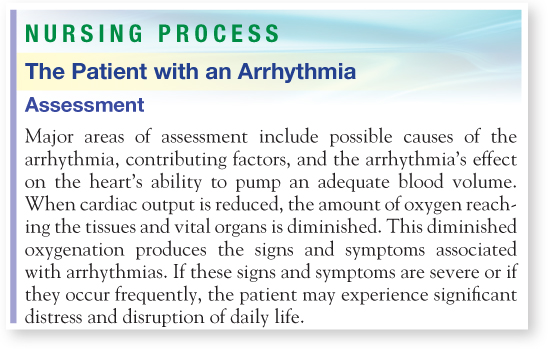 NURSING PROCESS
The Patient with an Arrhythmia
Assessment
Major areas of assessment include possible causes of the
arrhythmia, contributing factors, and the arrhythmia’s effect
on the heart’s ability to pump an adequate blood volume.
When cardiac output is reduced, the amount of oxygen reach-
ing the tissues and vital organs is diminished. This diminished
oxygenation produces the signs and symptoms associated
with arrhythmias. If these signs and symptoms are severe or if
they occur frequently, the patient may experience significant
distress and disruption of daily life.